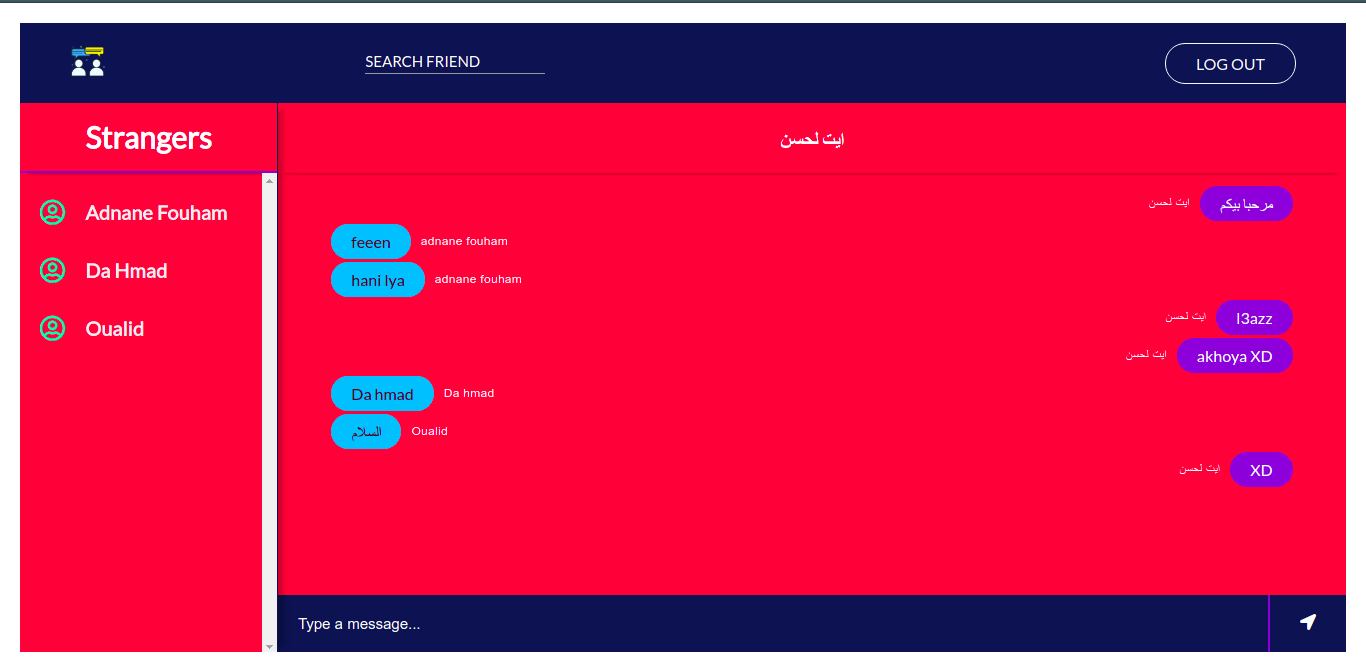 SEARCH FRIEND
LOG OUT
Strangers
Adnane Fouham
Da Hmad
Oualid
ايت لحسن
ايت لحسن مرحبا بيكم
feeen adnane fouham
hani lya adnane fouham
ايت لحسن l3azz
ايت لحسن akhoya XD
Da hmad Da hmad
السلام Oualid
ايت لحسن XD
Type a message...